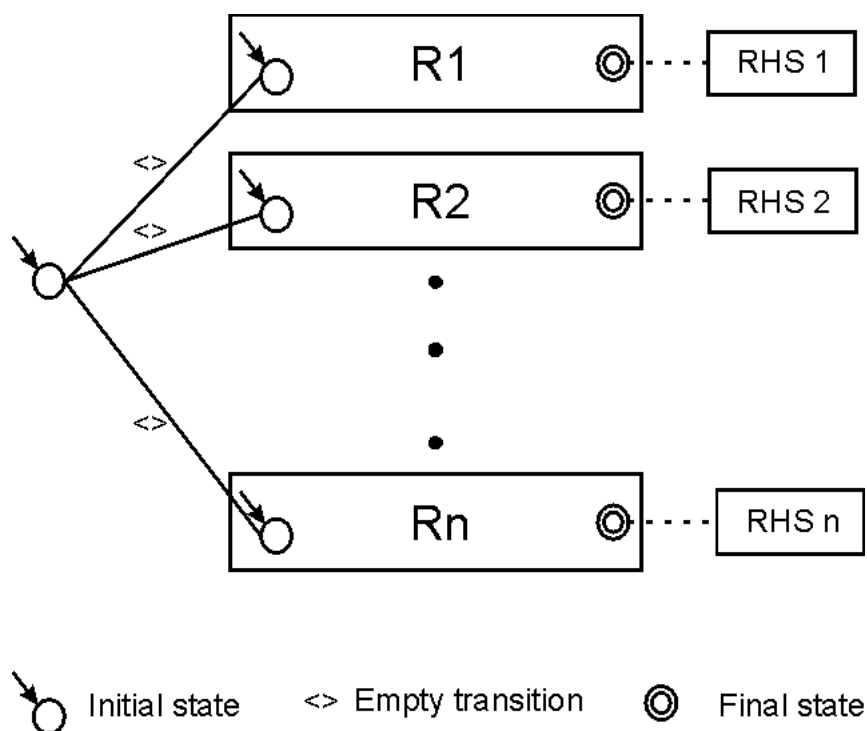 R1
RHS 1
<>
R2
RHS 2
<>
<>
Rn
RHS n
Initial state
<> Empty transition
Final state